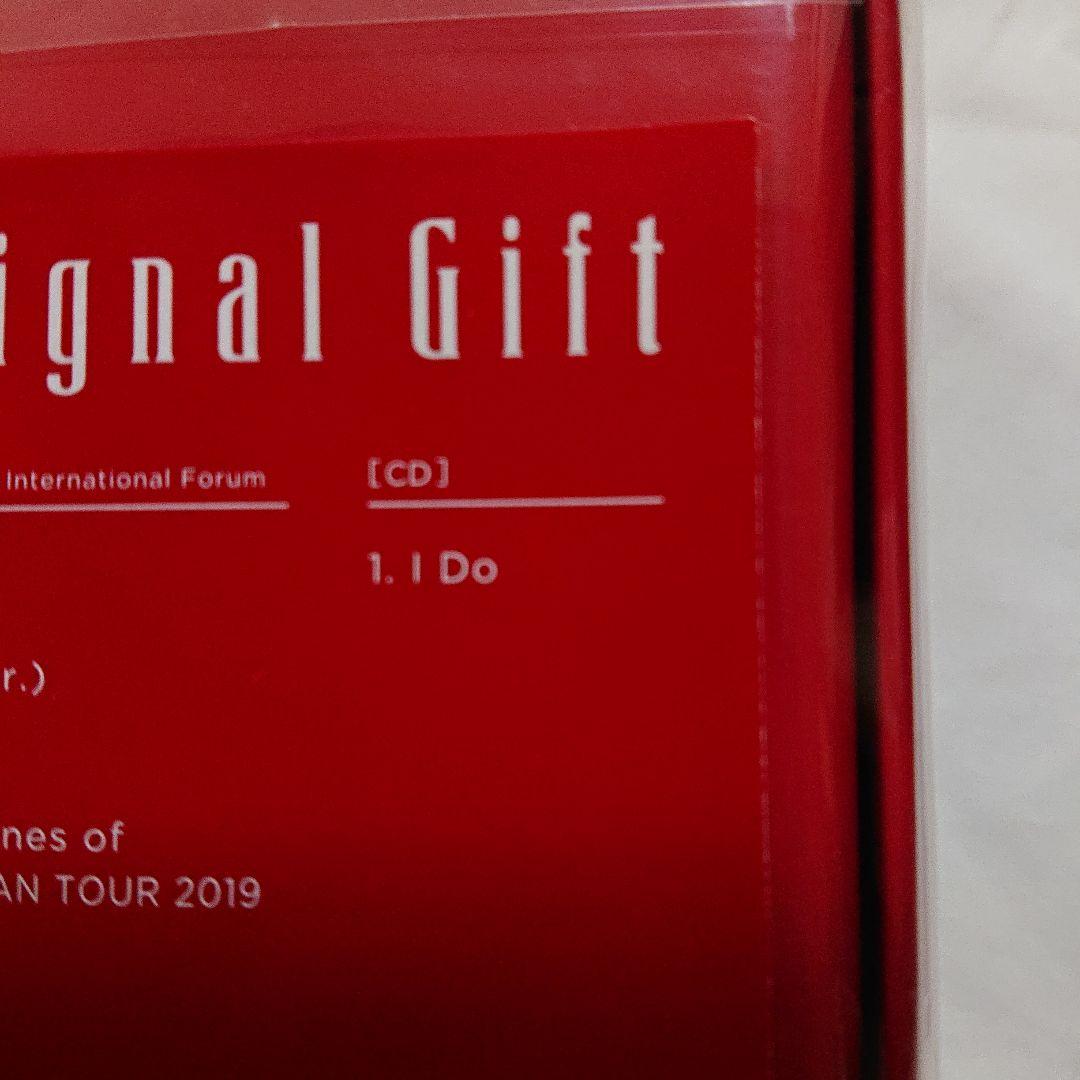 ignal Gift
International Forum
[CD]
1. I Do
r.)
nes of
AN TOUR 2019